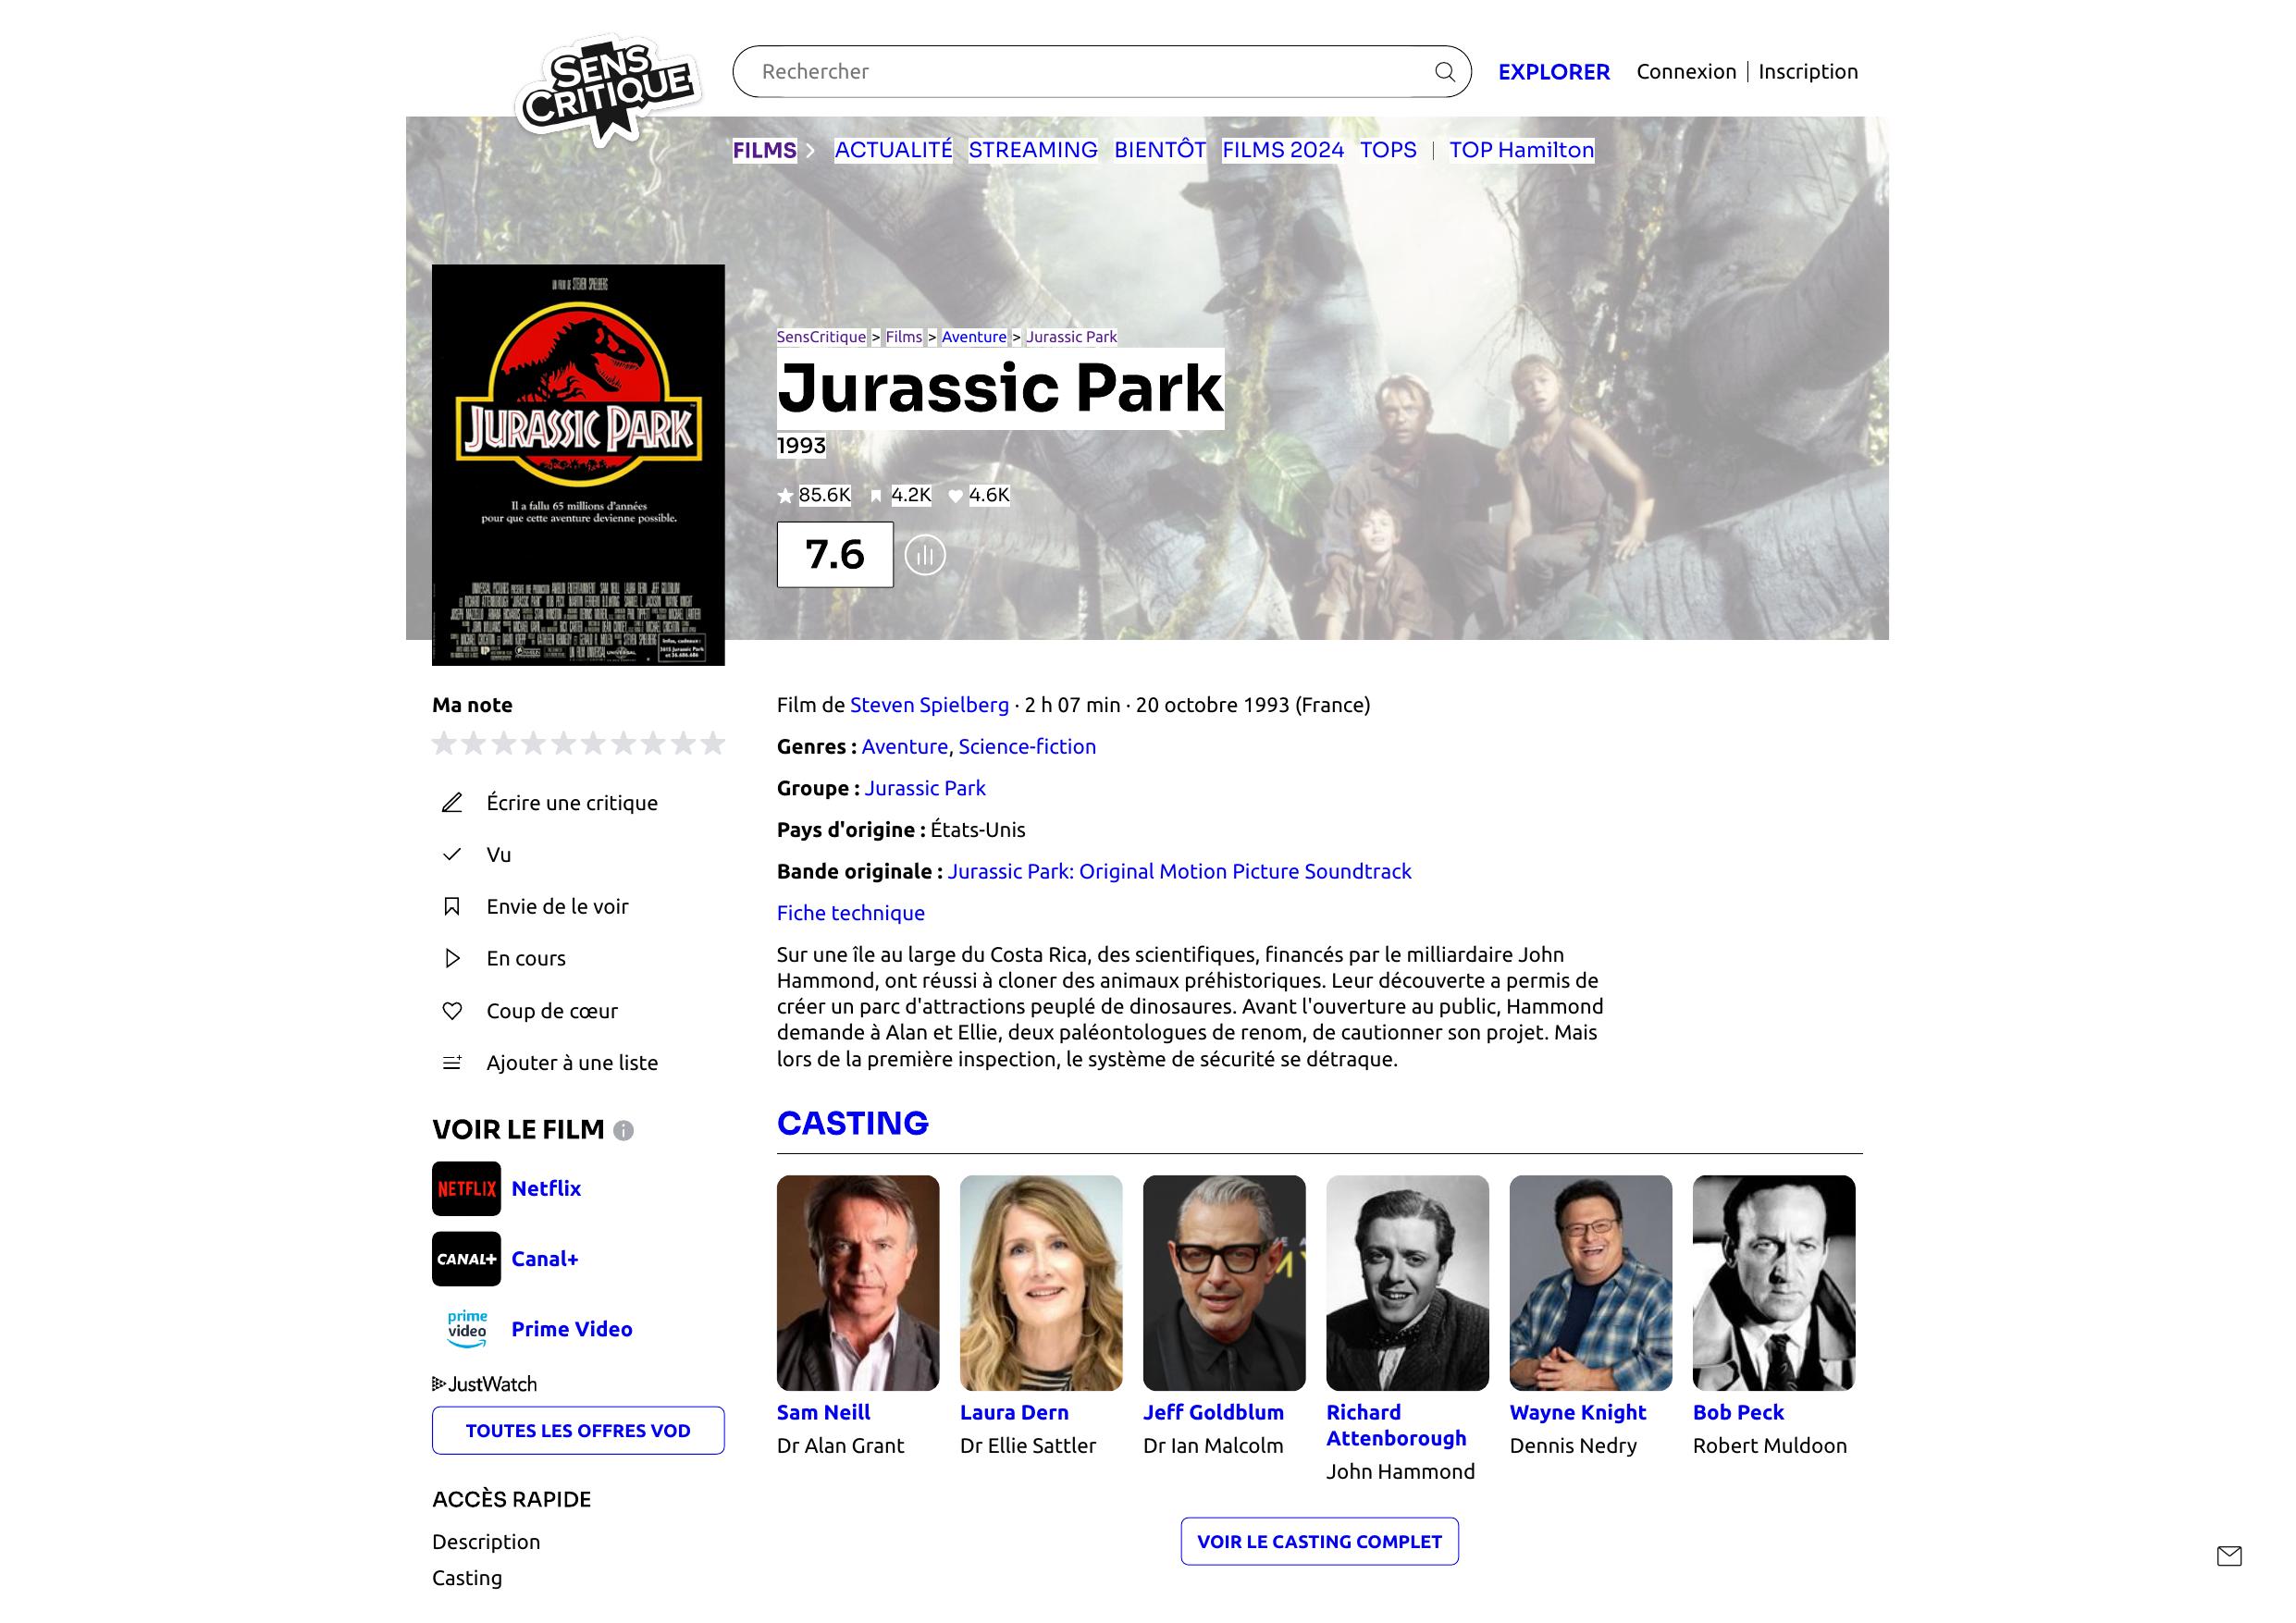 SENS
CRITIQUE
Rechercher
EXPLORER
Connexion | Inscription
FILMS
ACTUALITÉ STREAMING BIENTÔT FILMS 2024 TOPS | TOP Hamilton
UN FILM DE STEVEN SPIELBERG
JURASSIC PARK
Il a fallu 65 millions d'années
pour que cette aventure devienne possible.
SensCritique > Films > Aventure > Jurassic Park
Jurassic Park
1993
85.6K 4.2K 4.6K
7.6
Ma note
Écrire une critique
Vu
Envie de le voir
En cours
Coup de cœur
Ajouter à une liste
VOIR LE FILM
NETFLIX Netflix
CANAL+ Canal+
prime
video Prime Video
JustWatch
TOUTES LES OFFRES VOD
ACCÈS RAPIDE
Description
Casting
Film de Steven Spielberg · 2 h 07 min · 20 octobre 1993 (France)
Genres : Aventure, Science-fiction
Groupe : Jurassic Park
Pays d'origine : États-Unis
Bande originale : Jurassic Park: Original Motion Picture Soundtrack
Fiche technique
Sur une île au large du Costa Rica, des scientifiques, financés par le milliardaire John
Hammond, ont réussi à cloner des animaux préhistoriques. Leur découverte a permis de
créer un parc d'attractions peuplé de dinosaures. Avant l'ouverture au public, Hammond
demande à Alan et Ellie, deux paléontologues de renom, de cautionner son projet. Mais
lors de la première inspection, le système de sécurité se détraque.
CASTING
Sam Neill
Dr Alan Grant
Laura Dern
Dr Ellie Sattler
Jeff Goldblum
Dr Ian Malcolm
Richard
Attenborough
John Hammond
Wayne Knight
Dennis Nedry
Bob Peck
Robert Muldoon
VOIR LE CASTING COMPLET